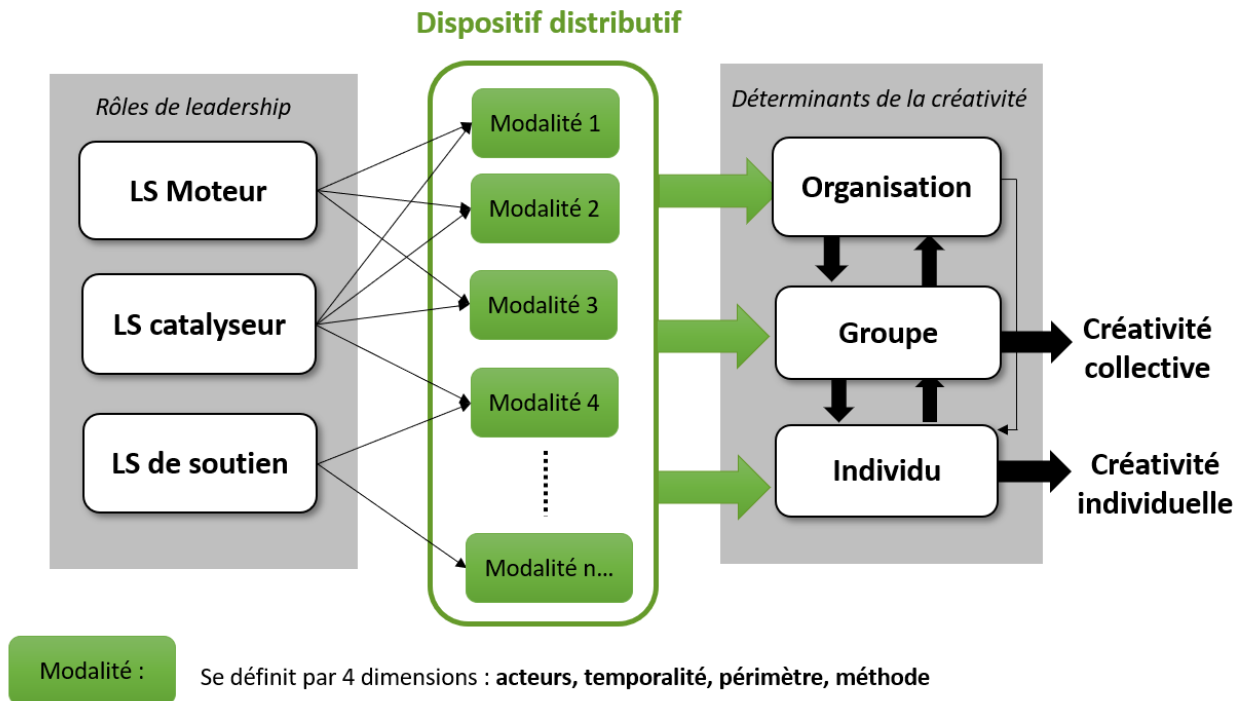 Dispositif distributif
Rôles de leadership
LS Moteur
LS catalyseur
LS de soutien
Modalité 1
Modalité 2
Modalité 3
Modalité 4
Modalité n...
Déterminants de la créativité
Organisation
Groupe
Individu
Créativité
collective
Créativité
individuelle
Modalité :
Se définit par 4 dimensions : acteurs, temporalité, périmètre, méthode